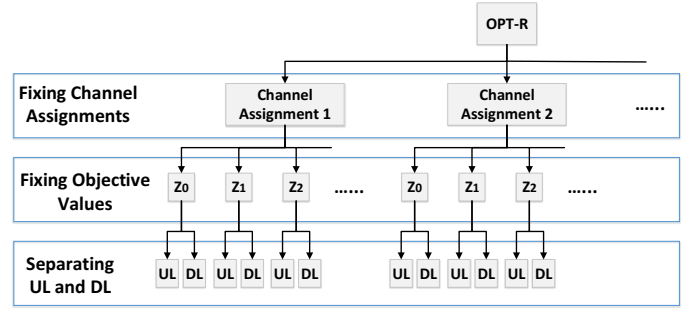 OPT-R
Fixing Channel
Assignments
Channel
Assignment 1
Channel
Assignment 2
......
Fixing Objective
Values
Z0 Z1 Z2 ...... Z0 Z1 Z2 ......
Separating
UL and DL
UL DL UL DL UL DL UL DL UL DL UL DL